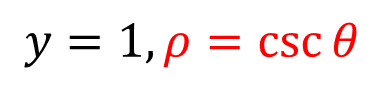 y = 1, ρ = csc θ